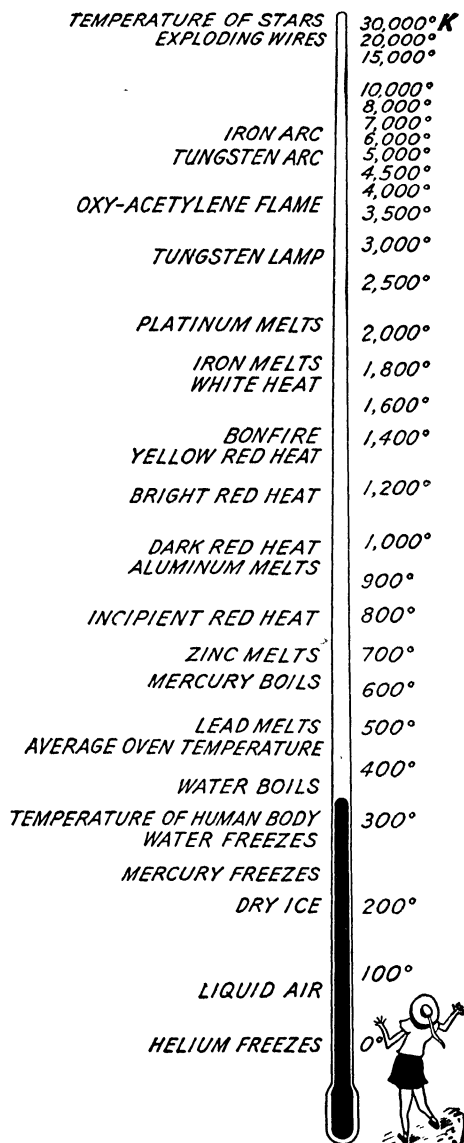 TEMPERATURE OF STARS 30,000° K
EXPLODING WIRES 20,000°
15,000°
10,000°
8,000°
7,000°
IRON ARC 6,000°
TUNGSTEN ARC 5,000°
4,500°
4,000°
OXY-ACETYLENE FLAME 3,500°
3,000°
TUNGSTEN LAMP
2,500°
PLATINUM MELTS 2,000°
IRON MELTS 1,800°
WHITE HEAT
1,600°
BONFIRE 1,400°
YELLOW RED HEAT
BRIGHT RED HEAT 1,200°
DARK RED HEAT 1,000°
ALUMINUM MELTS
900°
INCIPIENT RED HEAT 800°
ZINC MELTS 700°
MERCURY BOILS 600°
LEAD MELTS 500°
AVERAGE OVEN TEMPERATURE
400°
WATER BOILS
TEMPERATURE OF HUMAN BODY 300°
WATER FREEZES
MERCURY FREEZES
DRY ICE 200°
100°
LIQUID AIR
HELIUM FREEZES 0°